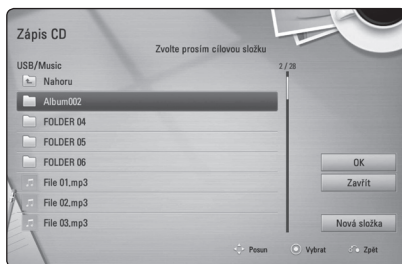 Zápis CD
Zvolte prosím cílovou složku
USB/Music
2/28
Nahoru
Album002
FOLDER 04
FOLDER 05
FOLDER 06
File 01.mp3
File 02.mp3
File 03.mp3
OK
Zavřít
Nová složka
Posun
Vybrat
Zpět